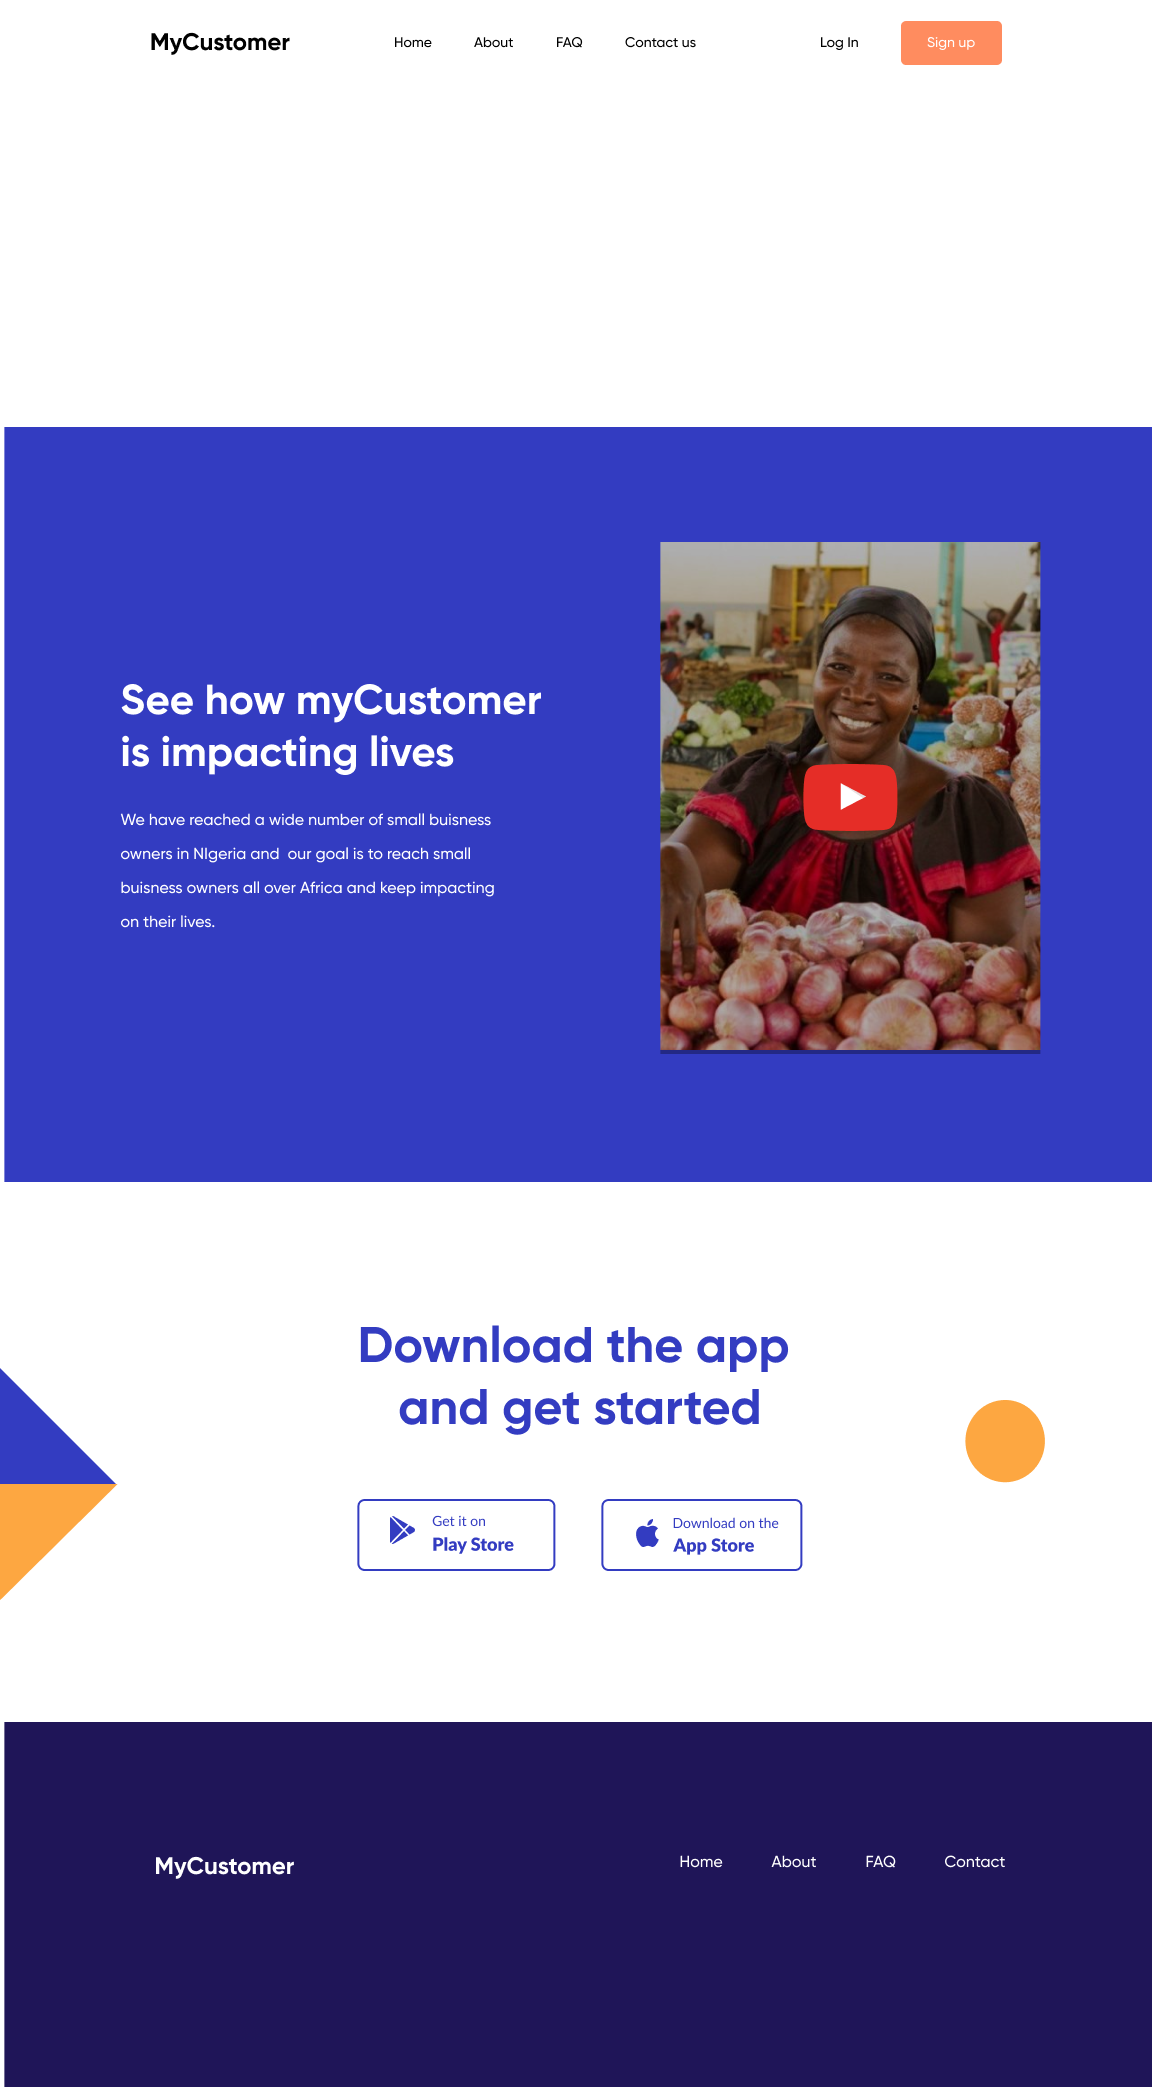 MyCustomer
Home About FAQ Contact us
Log In Sign up
See how myCustomer
is impacting lives
We have reached a wide number of small buisness
owners in NIgeria and  our goal is to reach small
buisness owners all over Africa and keep impacting
on their lives.
Download the app
and get started
Get it on
Play Store
Download on the
App Store
MyCustomer
Home About FAQ Contact